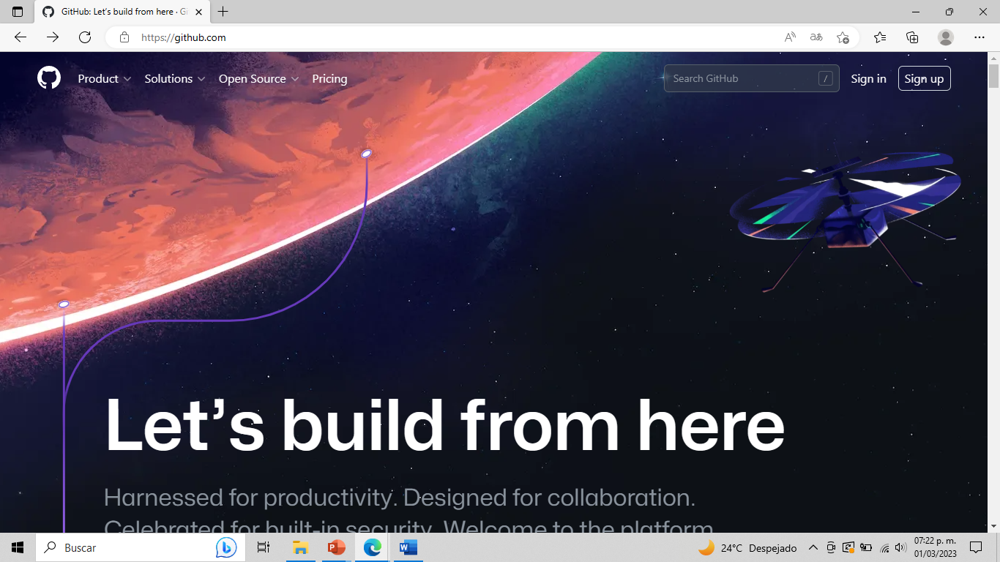 GitHub: Let's build from here · Gi
https://github.com
Product
Solutions
Open Source
Pricing
Search GitHub
/
Sign in
Sign up
Let's build from here
Harnessed for productivity. Designed for collaboration.
Celebrated for built-in security. Welcome to the platform
Buscar
24°C Despejado
07:22 p. m.
01/03/2023